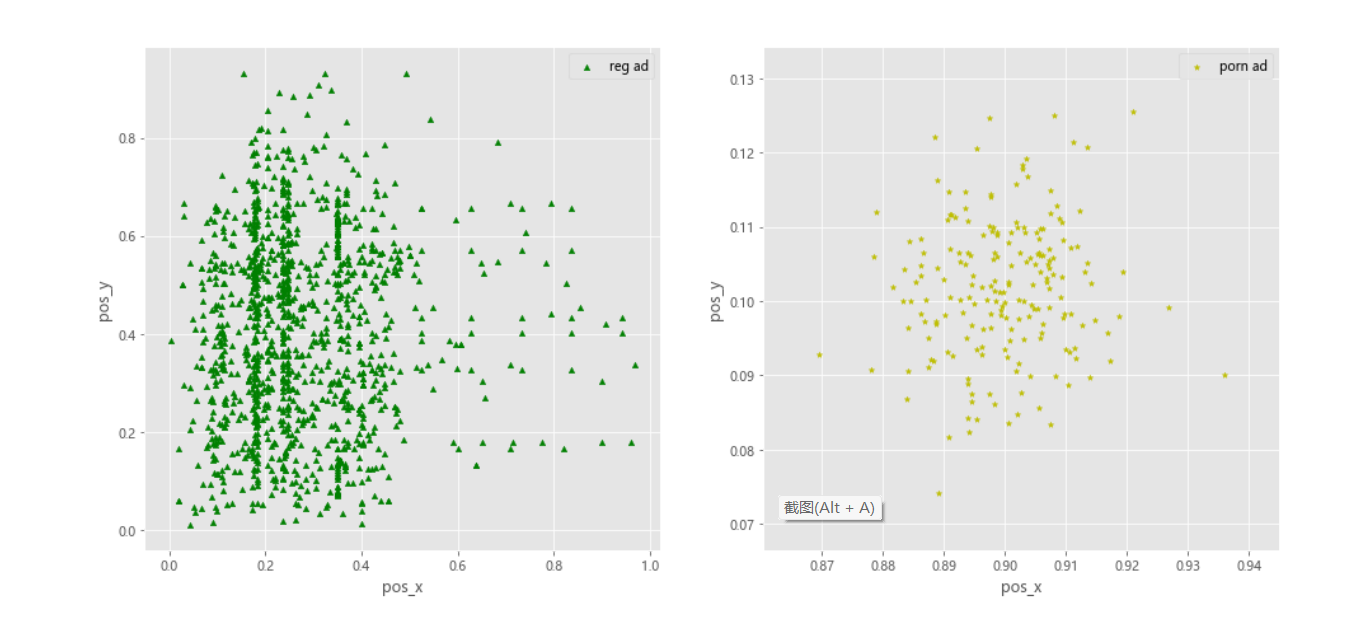 reg ad
0.8
0.6
0.4
0.2
0.0
pos_y
0.0 0.2 0.4 0.6 0.8 1.0
pos_x
porn ad
0.13
0.12
0.11
0.10
0.09
0.08
0.07
pos_y
截图(Alt + A)
0.87 0.88 0.89 0.90 0.91 0.92 0.93 0.94
pos_x